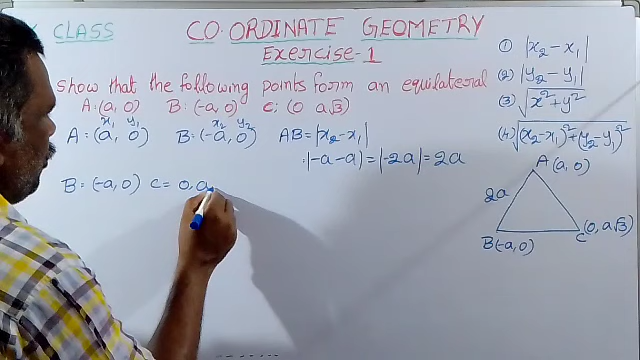 CLASS CO-ORDINATE GEOMETRY
Exercise-1
show that the following points form an equilateral
A:(a, 0) B:(-a, 0) C:(0 a√3)
x₁ y₁ x₂ y₂
A:(a, 0) B:(-a, 0) AB=|x₂-x₁|
:|-a-a)=|-2a|=2a
B:(-a, 0) C= 0, a
① |x₂-x₁|
(2) |y₂-y₁|
(3) √x²+y²
(4) √(x₂-x₁)²+(y₂-y₁)²
A(a, 0)
2a
B(-a, 0)
C(0, a√3)